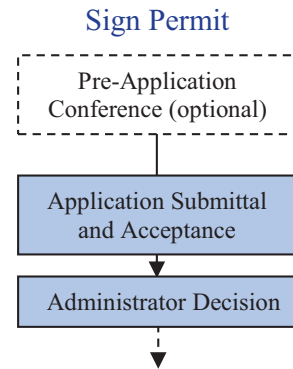 Sign Permit
Pre-Application
Conference (optional)
Application Submittal
and Acceptance
Administrator Decision